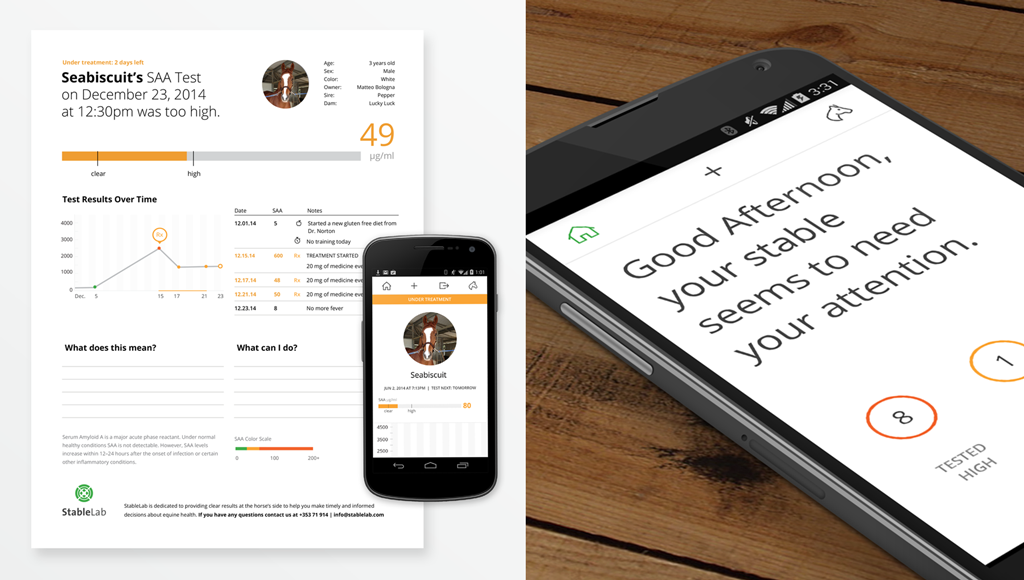 Under treatment: 2 days left
Seabiscuit's SAA Test
on December 23, 2014
at 12:30pm was too high.
Age: 3 years old
Sex: Male
Color: White
Owner: Matteo Bologna
Sire: Pepper
Dam: Lucky Luck
49
µg/ml
clear high
Test Results Over Time
4000
3000
2000
1000
0
Rx
Dec. 5 15 17 21 23
Date SAA Notes
12.01.14 5 Started a new gluten free diet from
Dr. Norton
No training today
12.15.14 600 Rx TREATMENT STARTED
20 mg of medicine eve
12.17.14 48 Rx 20 mg of medicine eve
12.21.14 50 Rx 20 mg of medicine eve
12.23.14 8 No more fever
What does this mean?
What can I do?
Serum Amyloid A is a major acute phase reactant. Under normal
healthy conditions SAA is not detectable. However, SAA levels
increase within 12–24 hours after the onset of infection or certain
other inflammatory conditions.
SAA Color Scale
0 100 200+
StableLab
StableLab is dedicated to providing clear results at the horse's side to help you make timely and informed
decisions about equine health. If you have any questions contact us at +353 71 914 | info@stablelab.com
1:01
UNDER TREATMENT
Seabiscuit
JUN 2, 2014 AT 7:13PM | TEST NEXT: TOMORROW
SAA µg/ml
80
clear high
4500
3500
2500
3:31
Good Afternoon,
your stable
seems to need
your attention.
1
8
TESTED
HIGH